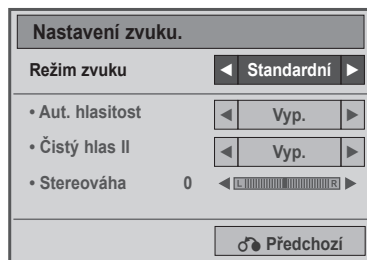 Nastavení zvuku.
Režim zvuku ◄ Standardní ►
• Aut. hlasitost ◄ Vyp. ►
• Čistý hlas II ◄ Vyp. ►
• Stereováha 0 ◄ L R ►
Předchozí